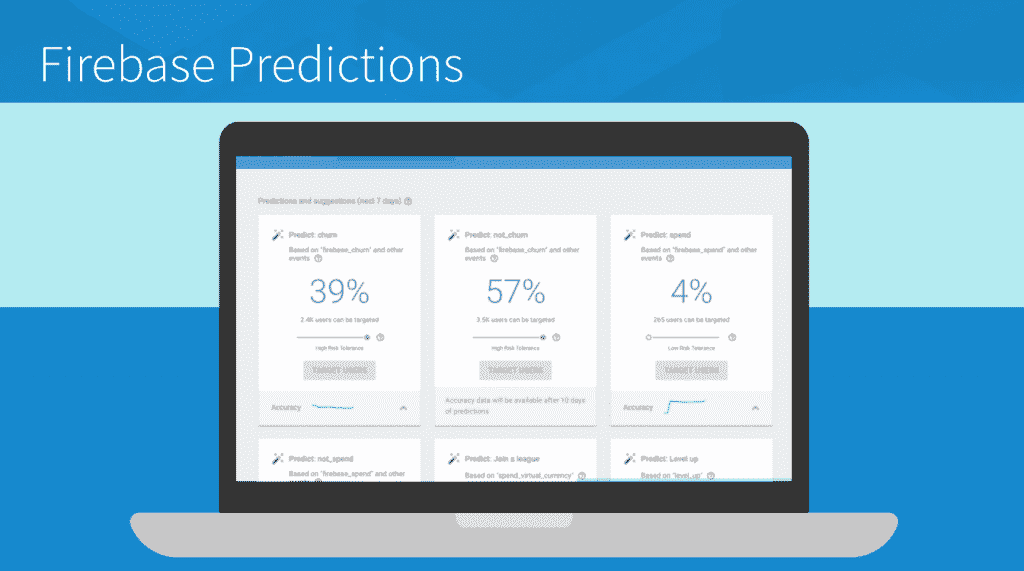 Firebase Predictions
Predictions and suggestions (next 7 days)
Predict: churn
Based on "firebase_churn" and other
events
39%
2.4K users can be targeted
High Risk Tolerance
TARGET USERS
Accuracy
Predict: not_churn
Based on "firebase_churn" and other
events
57%
3.5K users can be targeted
High Risk Tolerance
TARGET USERS
Accuracy data will be available after 10 days
of predictions
Predict: spend
Based on "firebase_spend" and other
events
4%
265 users can be targeted
Low Risk Tolerance
TARGET USERS
Accuracy
Predict: not_spend
Based on "firebase_spend" and other
Predict: Join a league
Based on "spend_virtual_currency"
Predict: Level up
Based on "level_up"